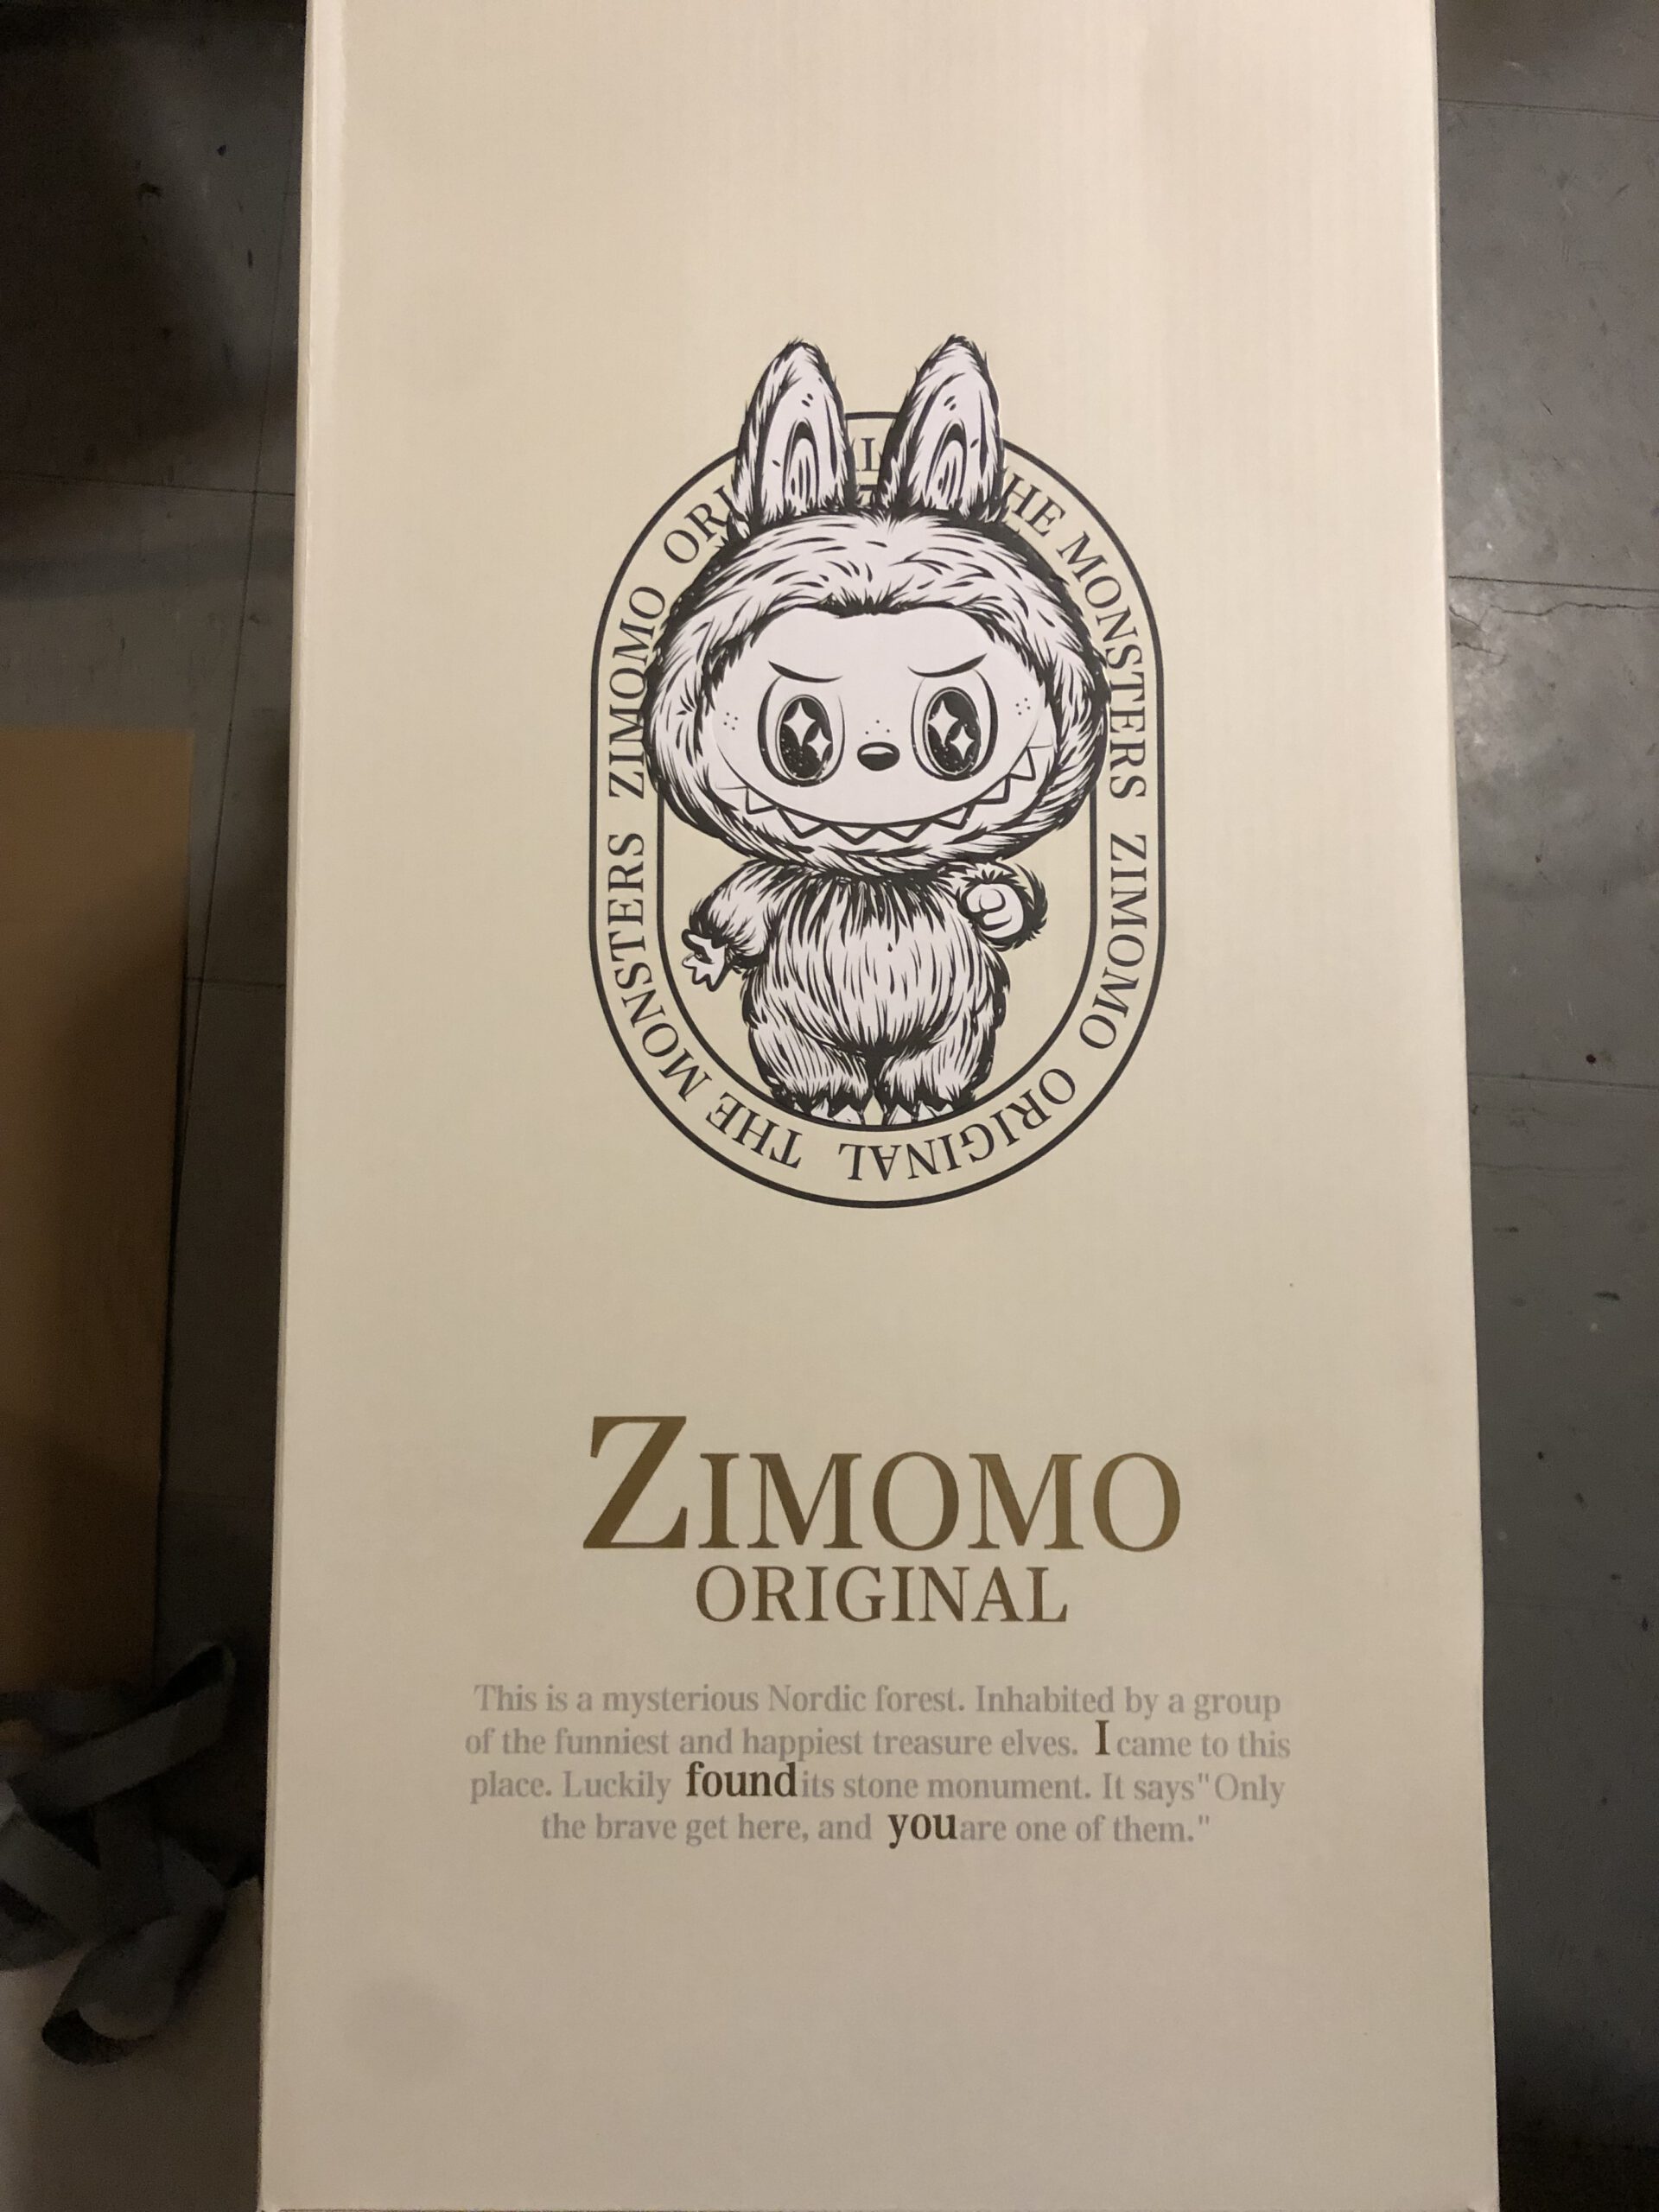 ORI
AL
HE MONSTERS ZIMOMO ORIGINAL THE MONSTERS ZIMOMO
ZIMOMO
ORIGINAL
This is a mysterious Nordic forest. Inhabited by a group
of the funniest and happiest treasure elves. I came to this
place. Luckily found its stone monument. It says"Only
the brave get here, and you are one of them."